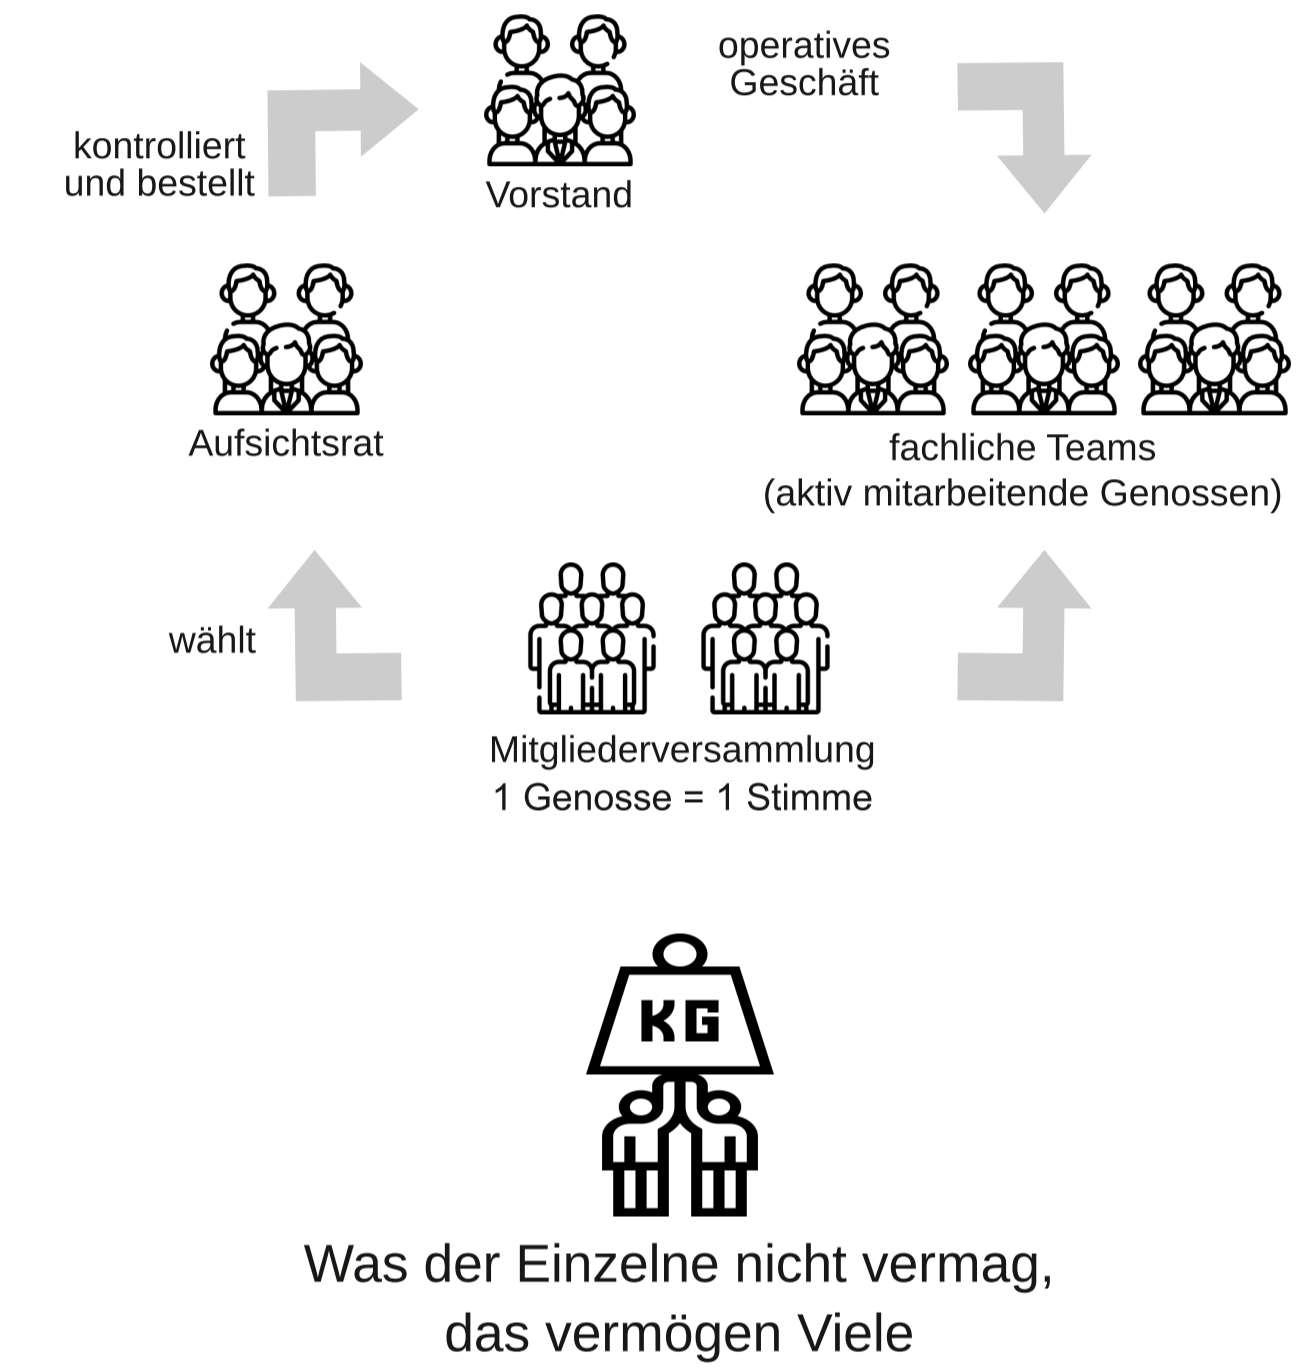 operatives
Geschäft
kontrolliert
und bestellt
Vorstand
Aufsichtsrat
fachliche Teams
(aktiv mitarbeitende Genossen)
wählt
Mitgliederversammlung
1 Genosse = 1 Stimme
KG
Was der Einzelne nicht vermag,
das vermögen Viele